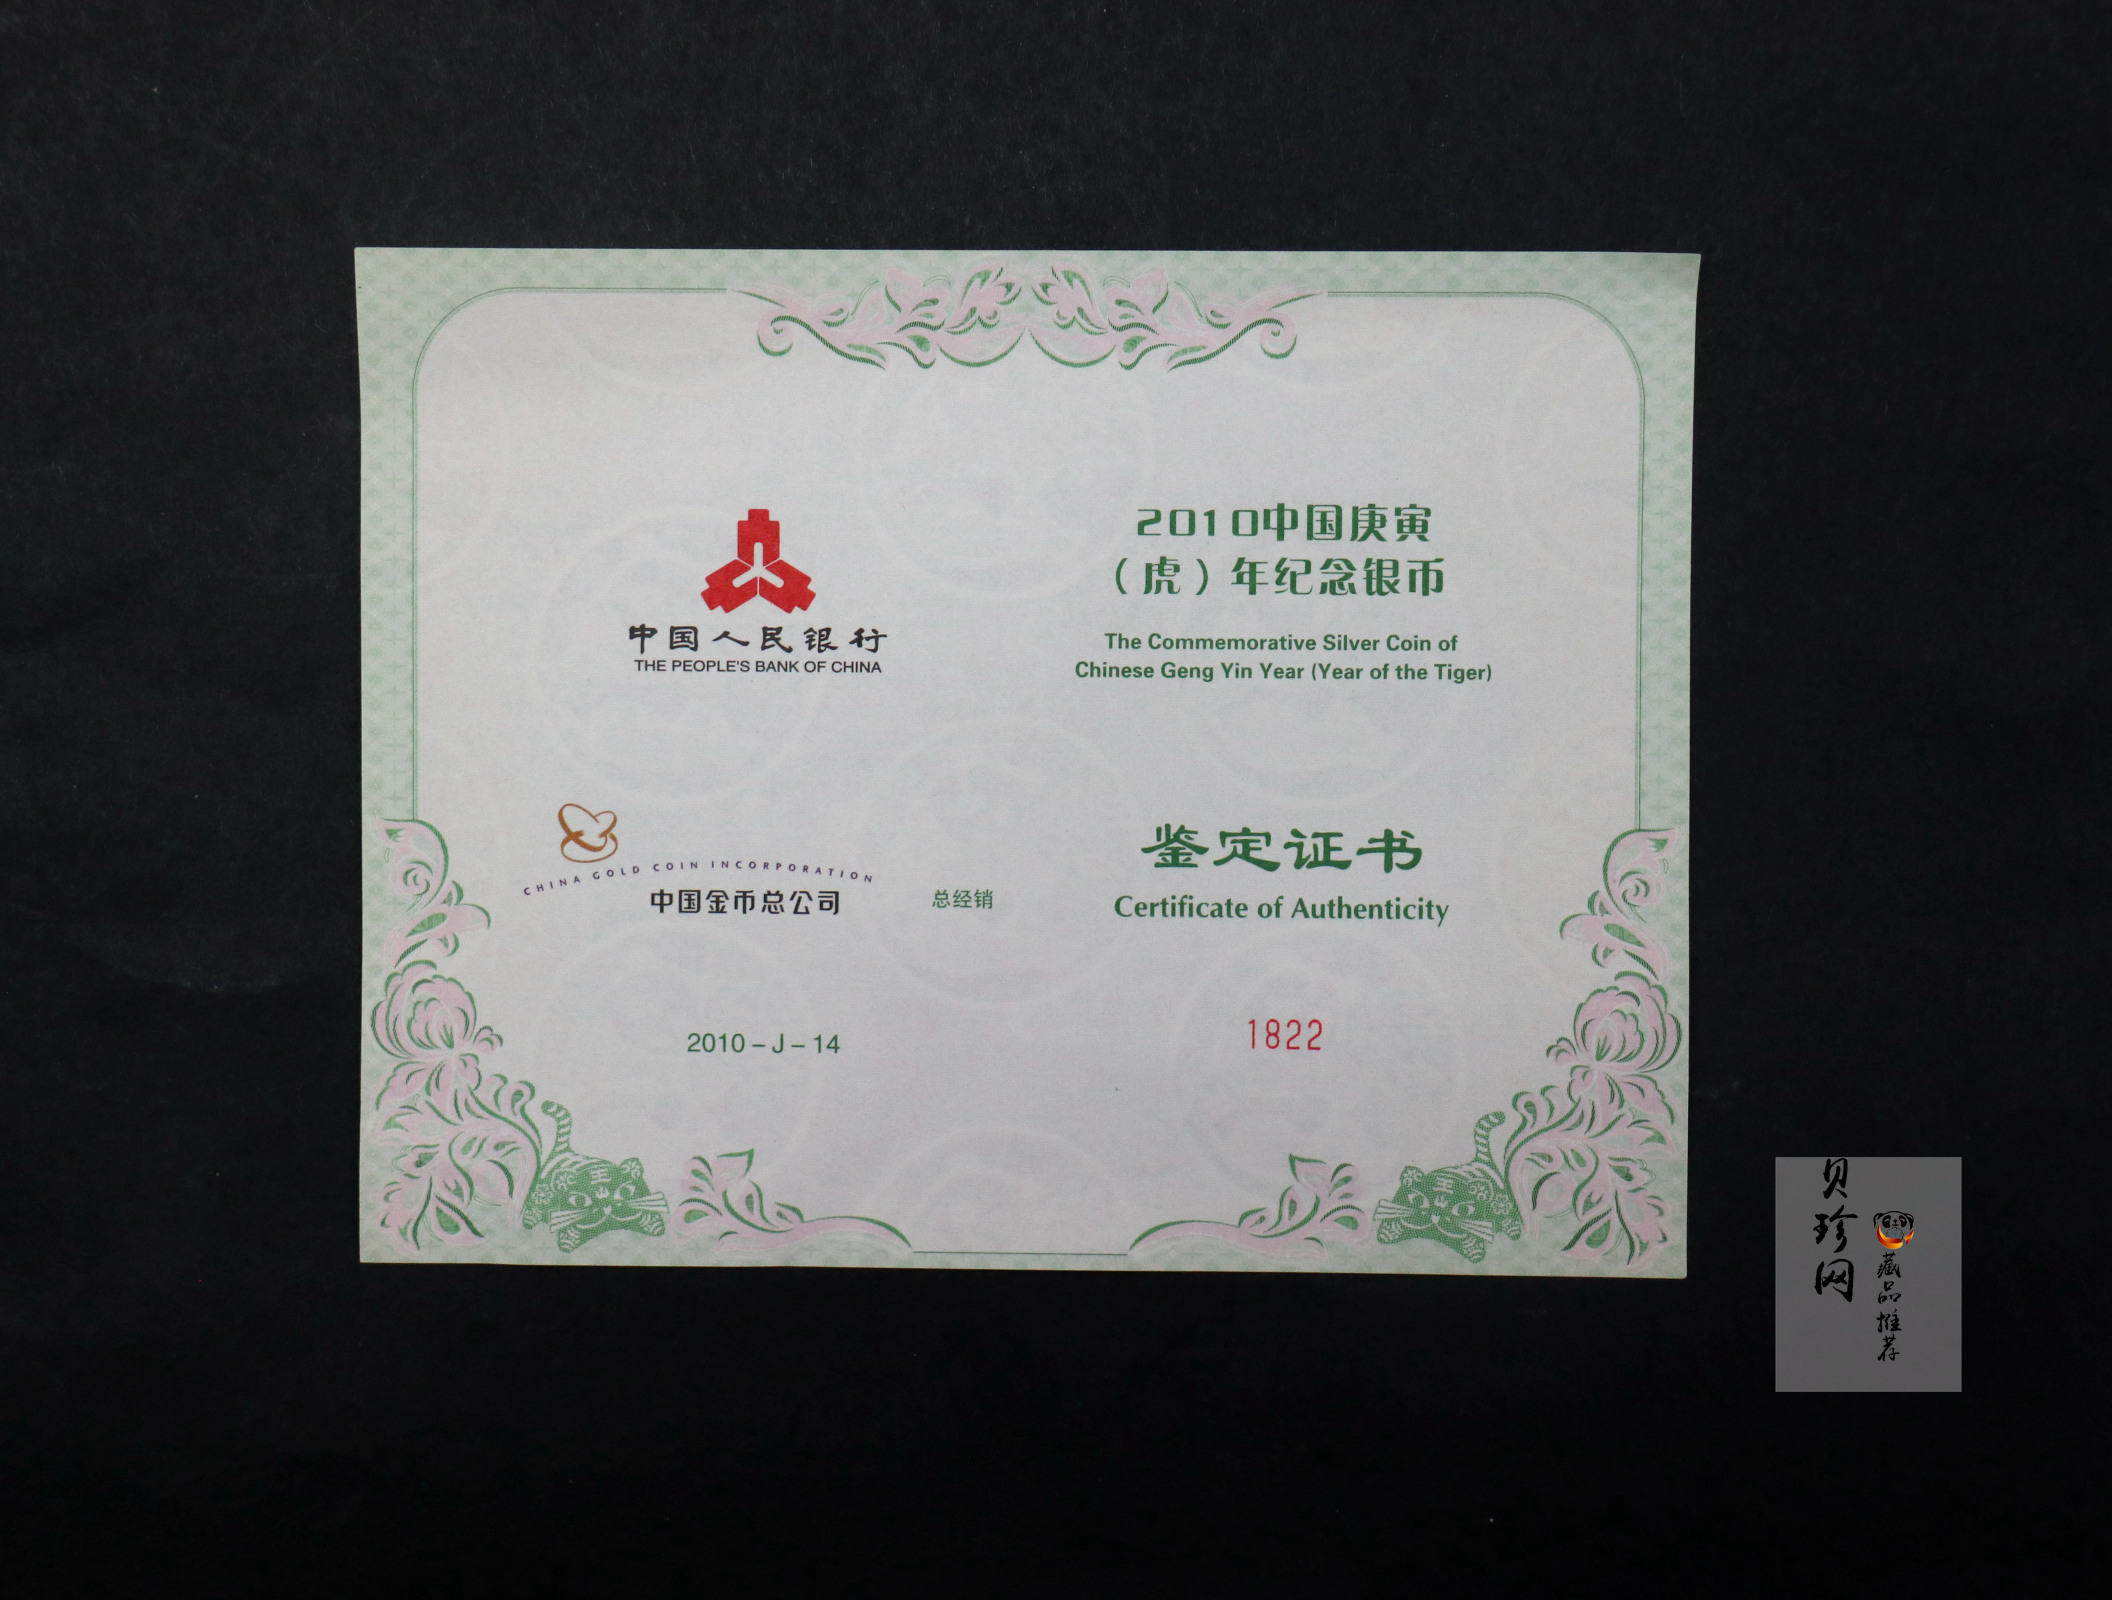 中国人民银行
THE PEOPLE'S BANK OF CHINA
2010中国庚寅
（虎）年纪念银币
The Commemorative Silver Coin of
Chinese Geng Yin Year (Year of the Tiger)
CHINA GOLD COIN INCORPORATION
中国金币总公司
总经销
鉴定证书
Certificate of Authenticity
2010－J－14
1822
王
王
贝珍网
藏品推荐